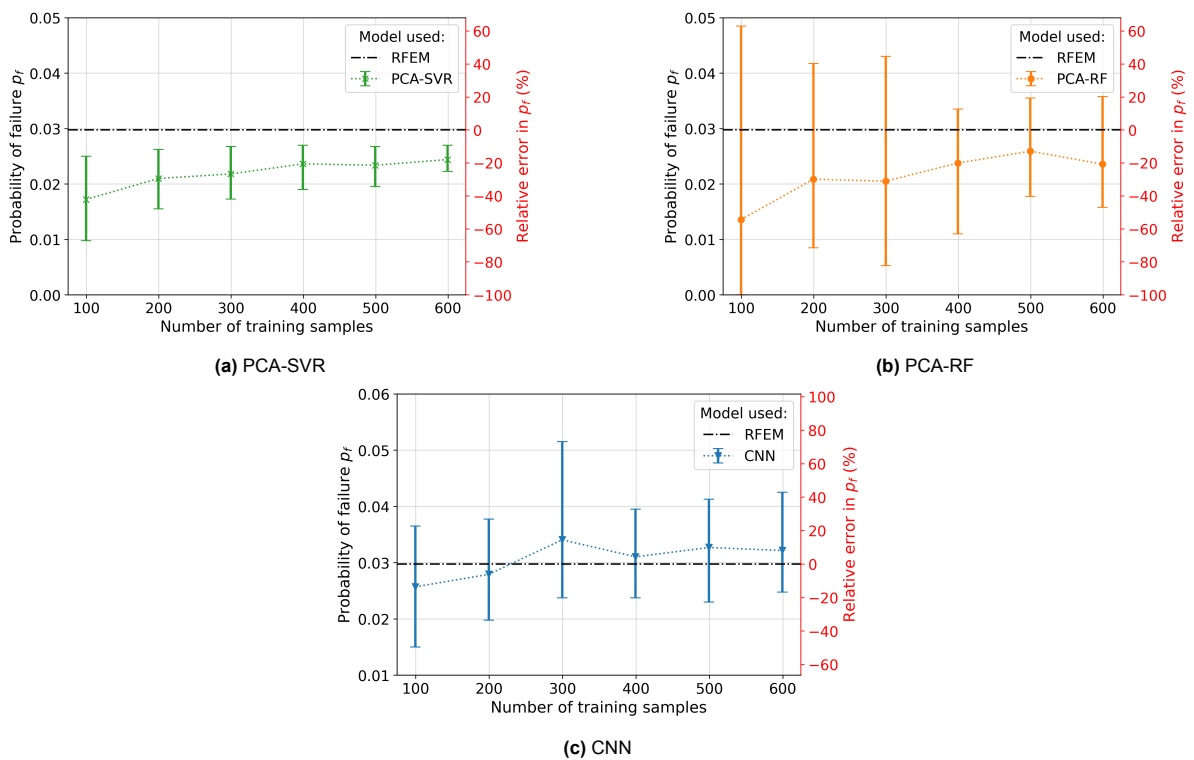 0.05
0.04
0.03
0.02
0.01
0.00
Probability of failure pf
100 200 300 400 500 600
Number of training samples
60
40
20
0
−20
−40
−60
−80
−100
Relative error in pf (%)
Model used:
RFEM
PCA-SVR
(a) PCA-SVR
0.05
0.04
0.03
0.02
0.01
0.00
Probability of failure pf
100 200 300 400 500 600
Number of training samples
60
40
20
0
−20
−40
−60
−80
−100
Relative error in pf (%)
Model used:
RFEM
PCA-RF
(b) PCA-RF
0.06
0.05
0.04
0.03
0.02
0.01
Probability of failure pf
100 200 300 400 500 600
Number of training samples
100
80
60
40
20
0
−20
−40
−60
Relative error in pf (%)
Model used:
RFEM
CNN
(c) CNN